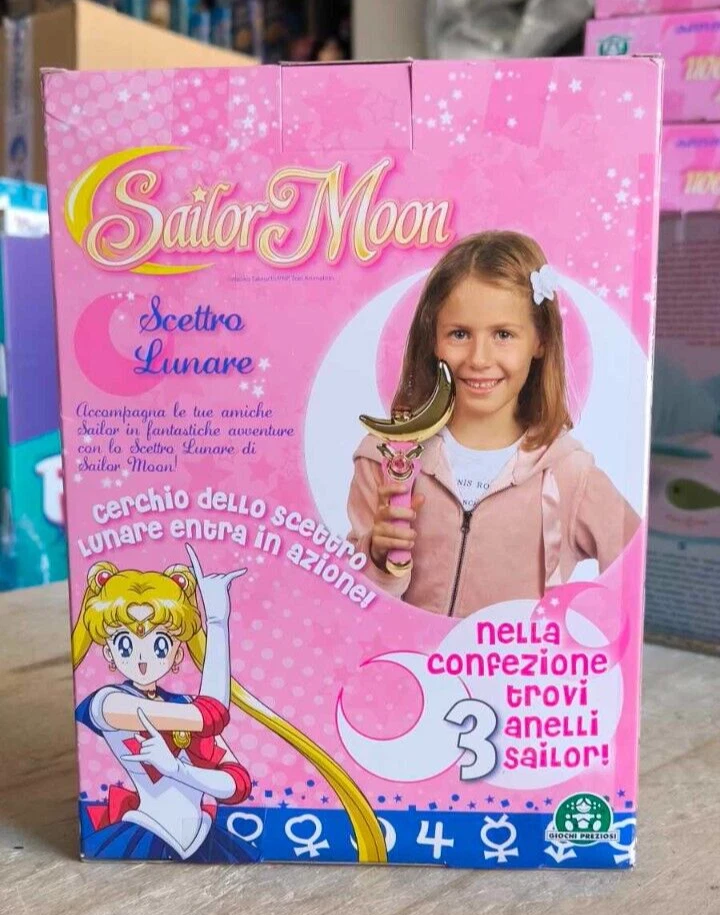 Sailor Moon
Scettro
Lunare
Accompagna le tue amiche
Sailor in fantastiche avventure
con lo Scettro Lunare di
Sailor Moon!
cerchio dello scettro
lunare entra in azione!
nella
confezione
trovi
3 anelli
sailor!
GIOCHI PREZIOSI